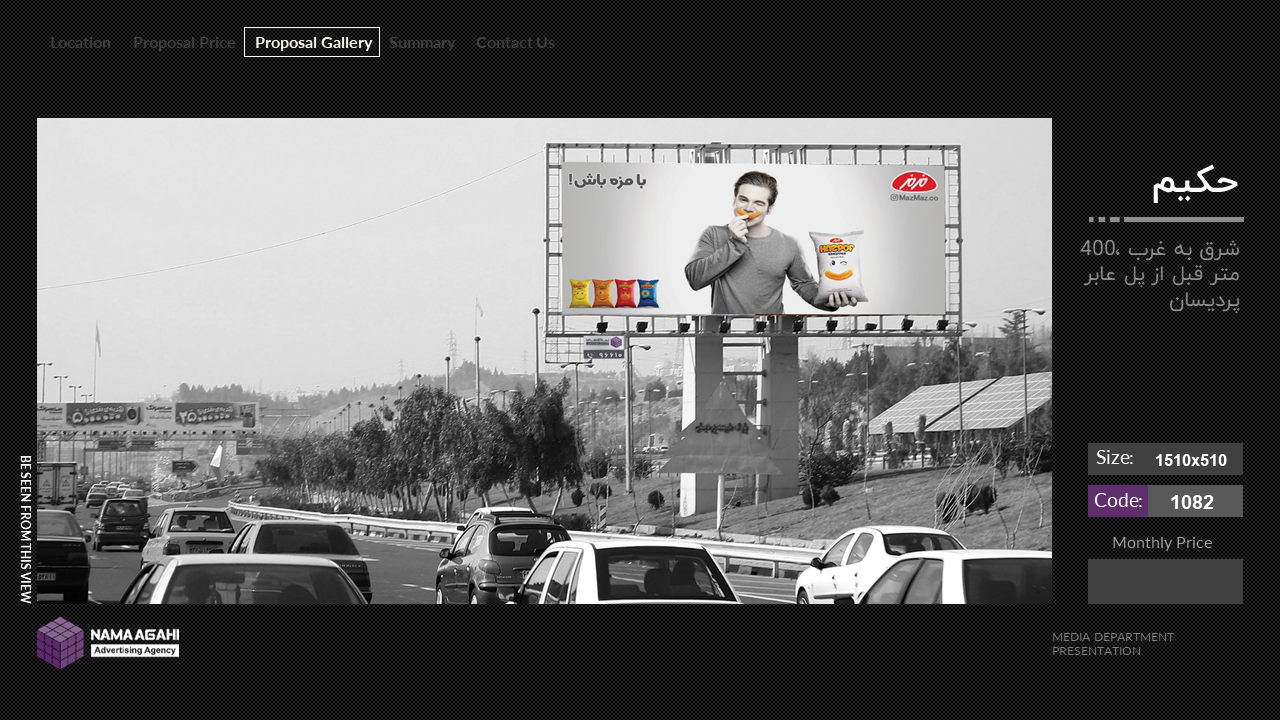 Location
Proposal Price
Proposal Gallery
Summary
Contact Us
با مزه باش!
مزمز
MazMaz.co
حکیم
شرق به غرب ،400
متر قبل از پل عابر
پردیسان
Size: 1510x510
Code: 1082
Monthly Price
BE SEEN FROM THIS VIEW
NAMA AGAHI
Advertising Agency
MEDIA DEPARTMENT
PRESENTATION